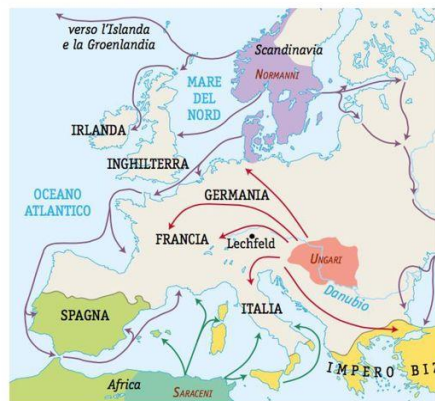 verso l'Islanda
e la Groenlandia
Scandinavia
NORMANNI
MARE
DEL
NORD
IRLANDA
INGHILTERRA
OCEANO
ATLANTICO
GERMANIA
FRANCIA
Lechfeld
UNGARI
Danubio
SPAGNA
ITALIA
IMPERO BIZ
Africa
SARACENI